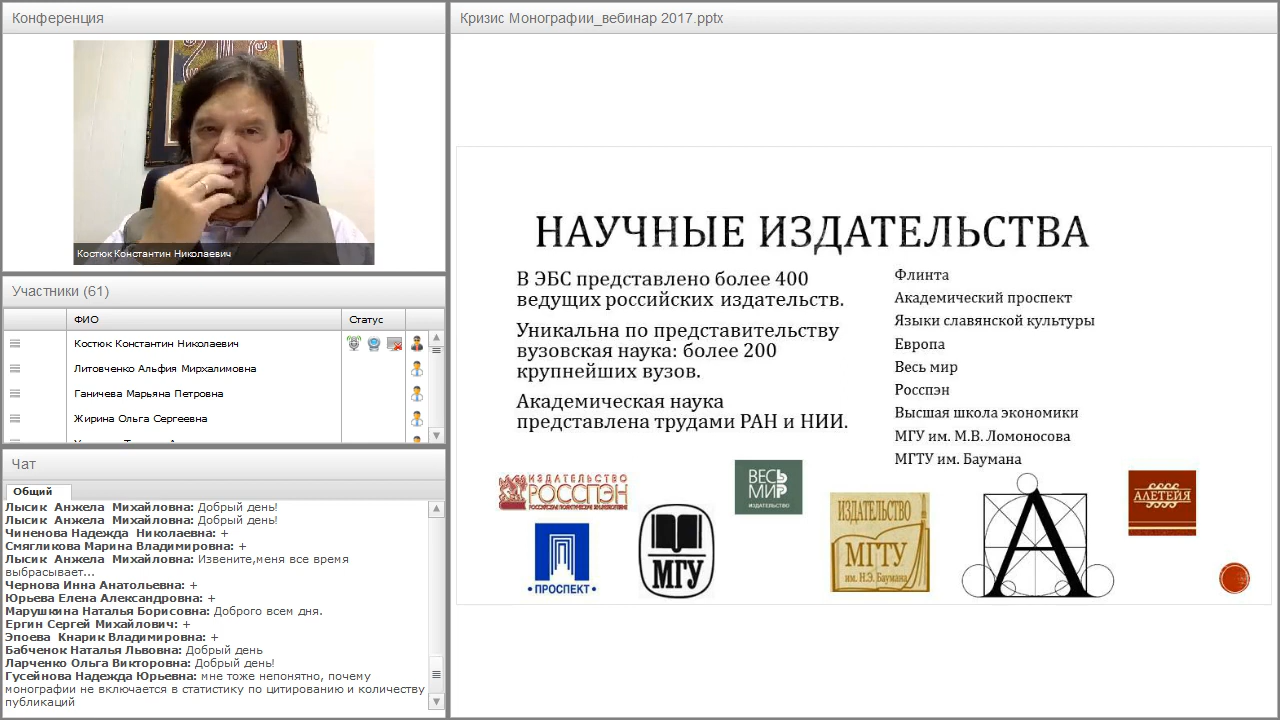 Конференция
Костюк Константин Николаевич
Участники (61)
ФИО
Статус
Костюк Константин Николаевич
Литовченко Альфия Мирхалимовна
Ганичева Марьяна Петровна
Жирина Ольга Сергеевна
Чат
Общий
Лысик Анжела Михайловна: Добрый день!
Лысик Анжела Михайловна: Добрый день!
Чиненова Надежда Николаевна: +
Смягликова Марина Владимировна: +
Лысик Анжела Михайловна: Извените,меня все время
выбрасывает...
Чернова Инна Анатольевна: +
Юрьева Елена Александровна: +
Марушкина Наталья Борисовна: Доброго всем дня.
Ергин Сергей Михайлович: +
Эпоева Кнарик Владимировна: +
Бабченок Наталья Львовна: Добрый день
Ларченко Ольга Викторовна: Добрый день!
Гусейнова Надежда Юрьевна: мне тоже непонятно, почему
монографии не включается в статистику по цитированию и количеству
публикаций
Кризис Монографии_вебинар 2017.pptx
НАУЧНЫЕ ИЗДАТЕЛЬСТВА
В ЭБС представлено более 400
ведущих российских издательств.
Уникальна по представительству
вузовская наука: более 200
крупнейших вузов.
Академическая наука
представлена трудами РАН и НИИ.
Флинта
Академический проспект
Языки славянской культуры
Европа
Весь мир
Росспэн
Высшая школа экономики
МГУ им. М.В. Ломоносова
МГТУ им. Баумана
ИЗДАТЕЛЬСТВО
РОССПЭН
ПРОСПЕКТ
МГУ
ВЕСЬ
МИР
ИЗДАТЕЛЬСТВО
ИЗДАТЕЛЬСТВО
МГТУ
им. Н.Э. Баумана
А
АЛЕТЕЙЯ